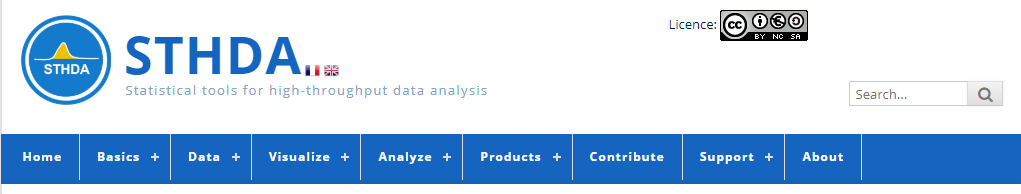 Licence: CC BY NC SA
STHDA
STHDA
Statistical tools for high-throughput data analysis
Search...
Home Basics + Data + Visualize + Analyze + Products + Contribute Support + About